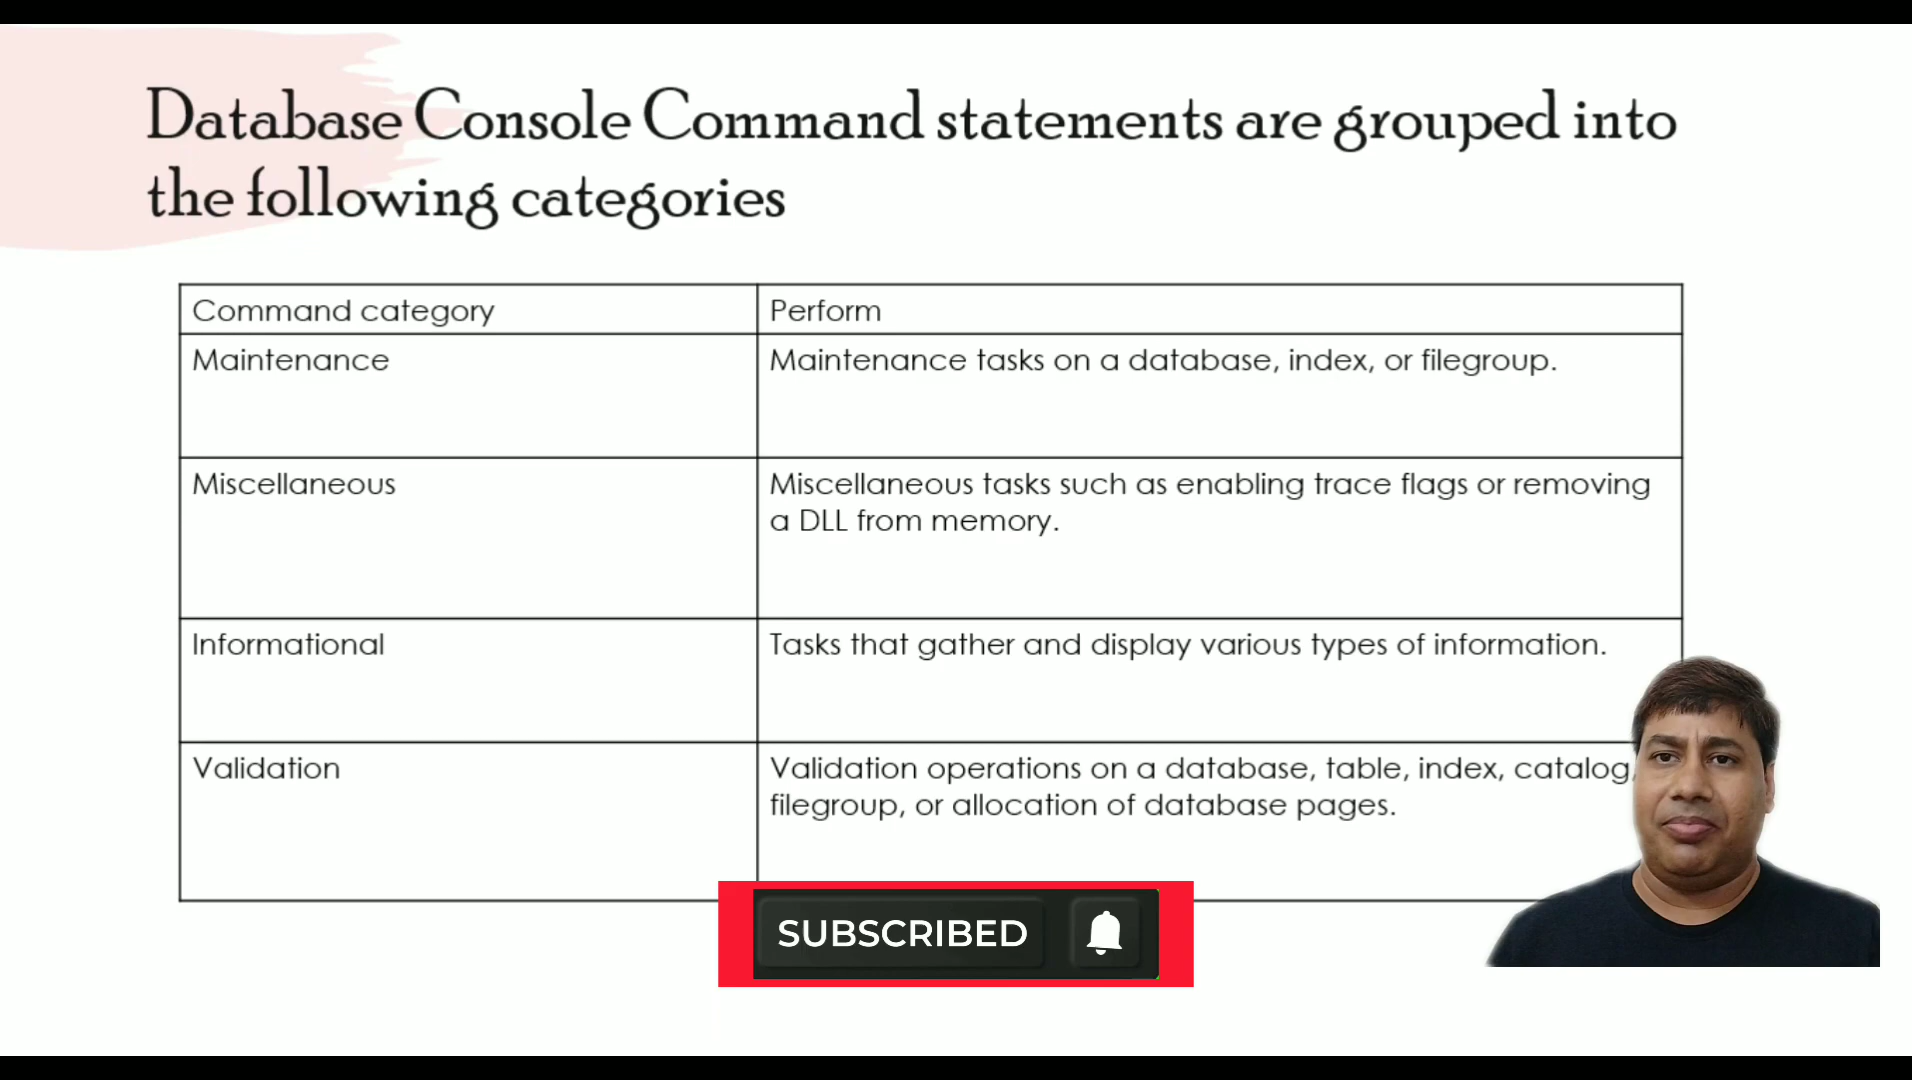 Database Console Command statements are grouped into
the following categories
Command category
Perform
Maintenance
Maintenance tasks on a database, index, or filegroup.
Miscellaneous
Miscellaneous tasks such as enabling trace flags or removing
a DLL from memory.
Informational
Tasks that gather and display various types of information.
Validation
Validation operations on a database, table, index, catalog,
filegroup, or allocation of database pages.
SUBSCRIBED